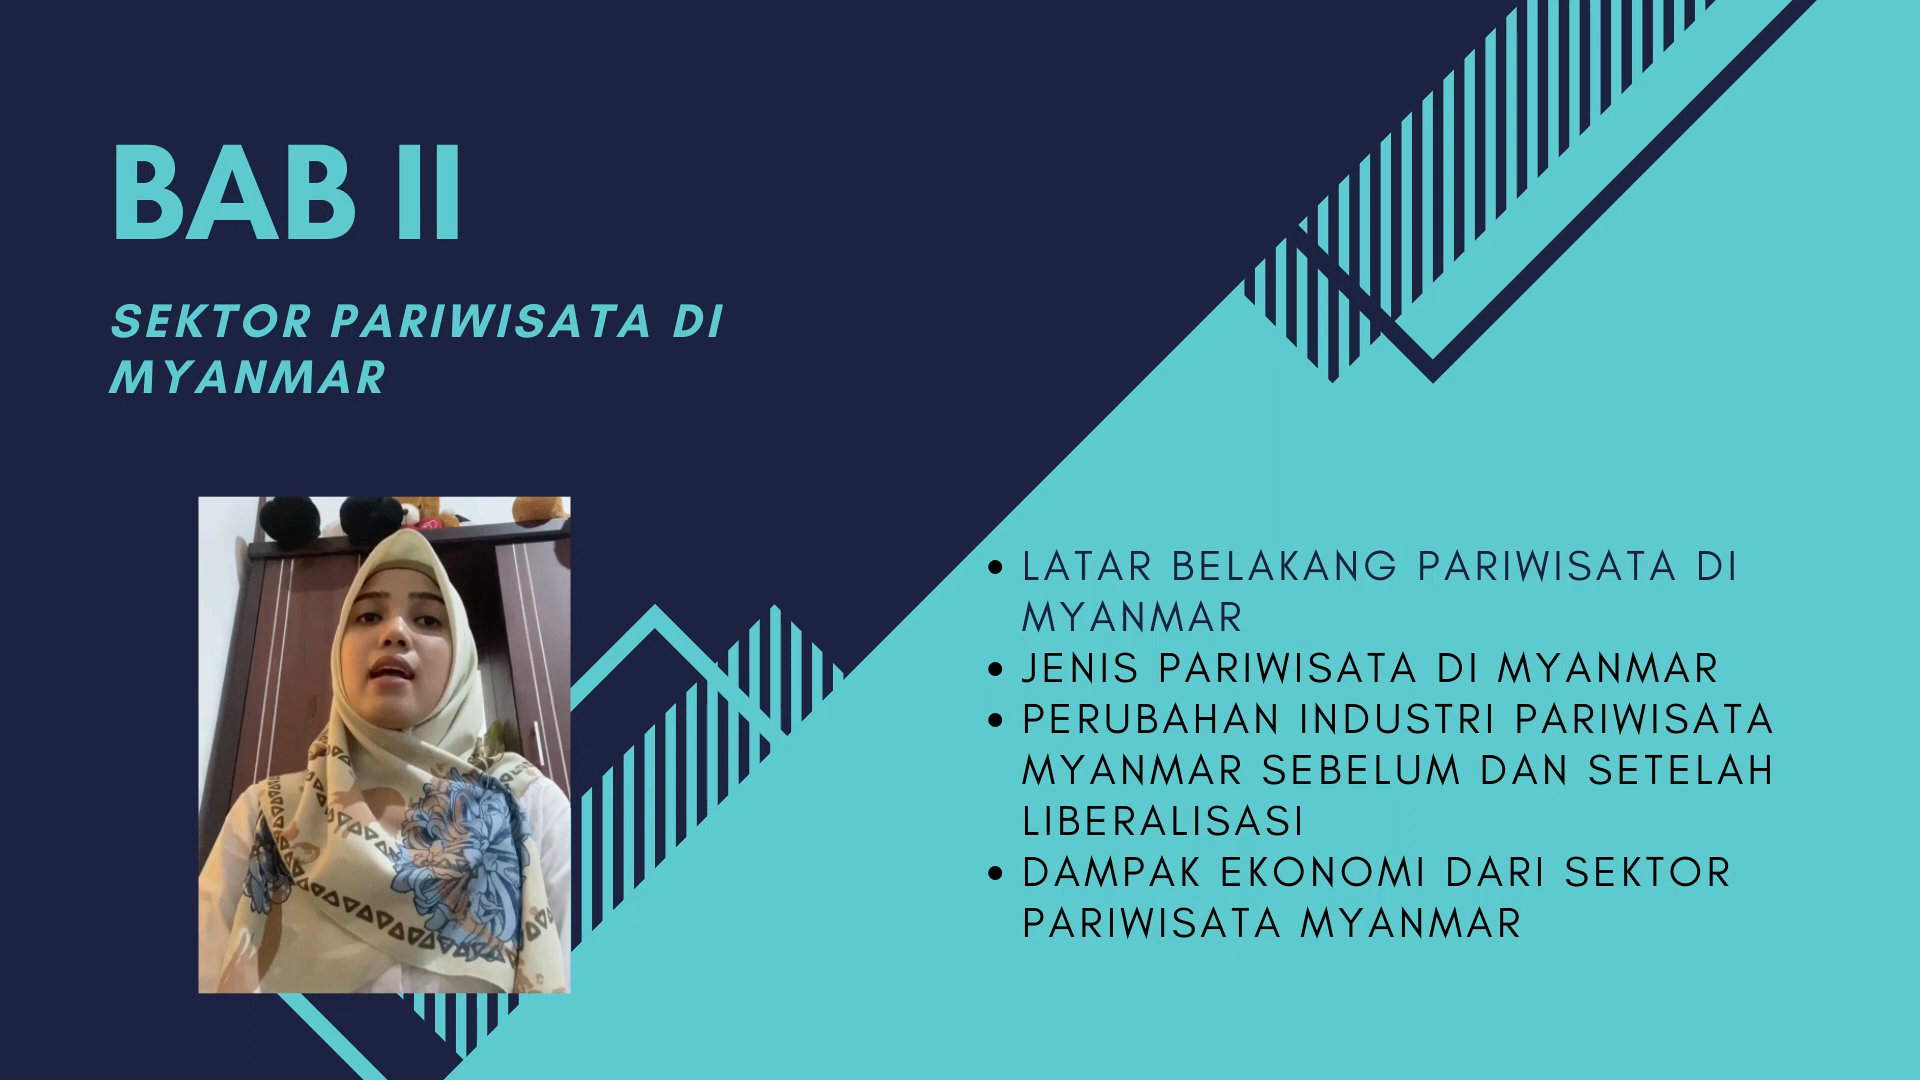 BAB II
SEKTOR PARIWISATA DI
MYANMAR
• LATAR BELAKANG PARIWISATA DI
MYANMAR
• JENIS PARIWISATA DI MYANMAR
• PERUBAHAN INDUSTRI PARIWISATA
MYANMAR SEBELUM DAN SETELAH
LIBERALISASI
• DAMPAK EKONOMI DARI SEKTOR
PARIWISATA MYANMAR